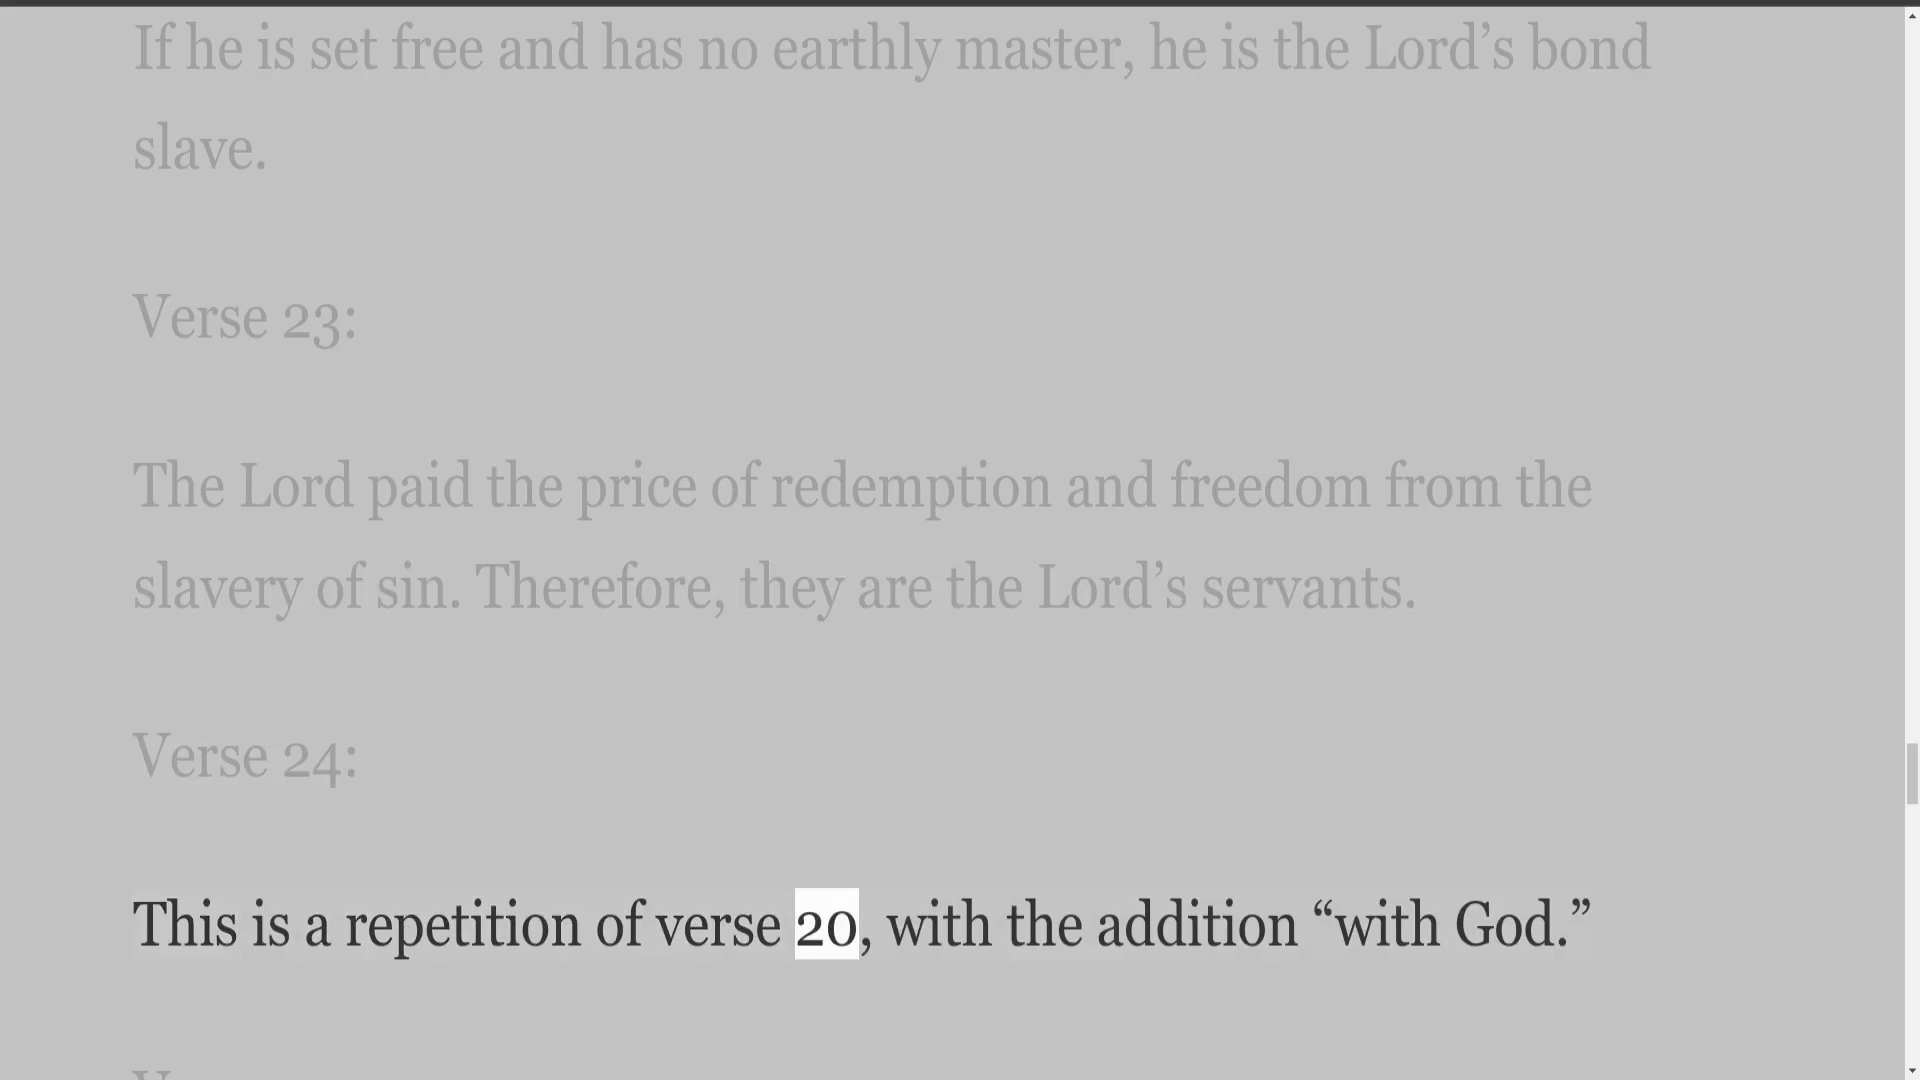 If he is set free and has no earthly master, he is the Lord’s bond
slave.
Verse 23:
The Lord paid the price of redemption and freedom from the
slavery of sin. Therefore, they are the Lord’s servants.
Verse 24:
This is a repetition of verse 20, with the addition “with God.”